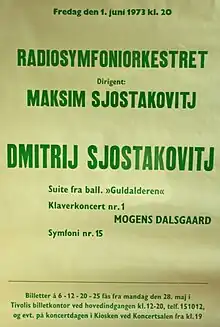 Fredag den 1. juni 1973 kl. 20
RADIOSYMFONIORKESTRET
Dirigent:
MAKSIM SJOSTAKOVITJ
DMITRIJ SJOSTAKOVITJ
Suite fra ball. »Guldalderen«
Klaverkoncert nr. 1
MOGENS DALSGAARD
Symfoni nr. 15
Billetter á 6 - 12 - 20 - 25 fås fra mandag den 28. maj i
Tivolis billetkontor ved hovedindgangen kl. 12-20, telf. 151012,
og evt. på koncertdagen i Kiosken ved Koncertsalen fra kl. 19